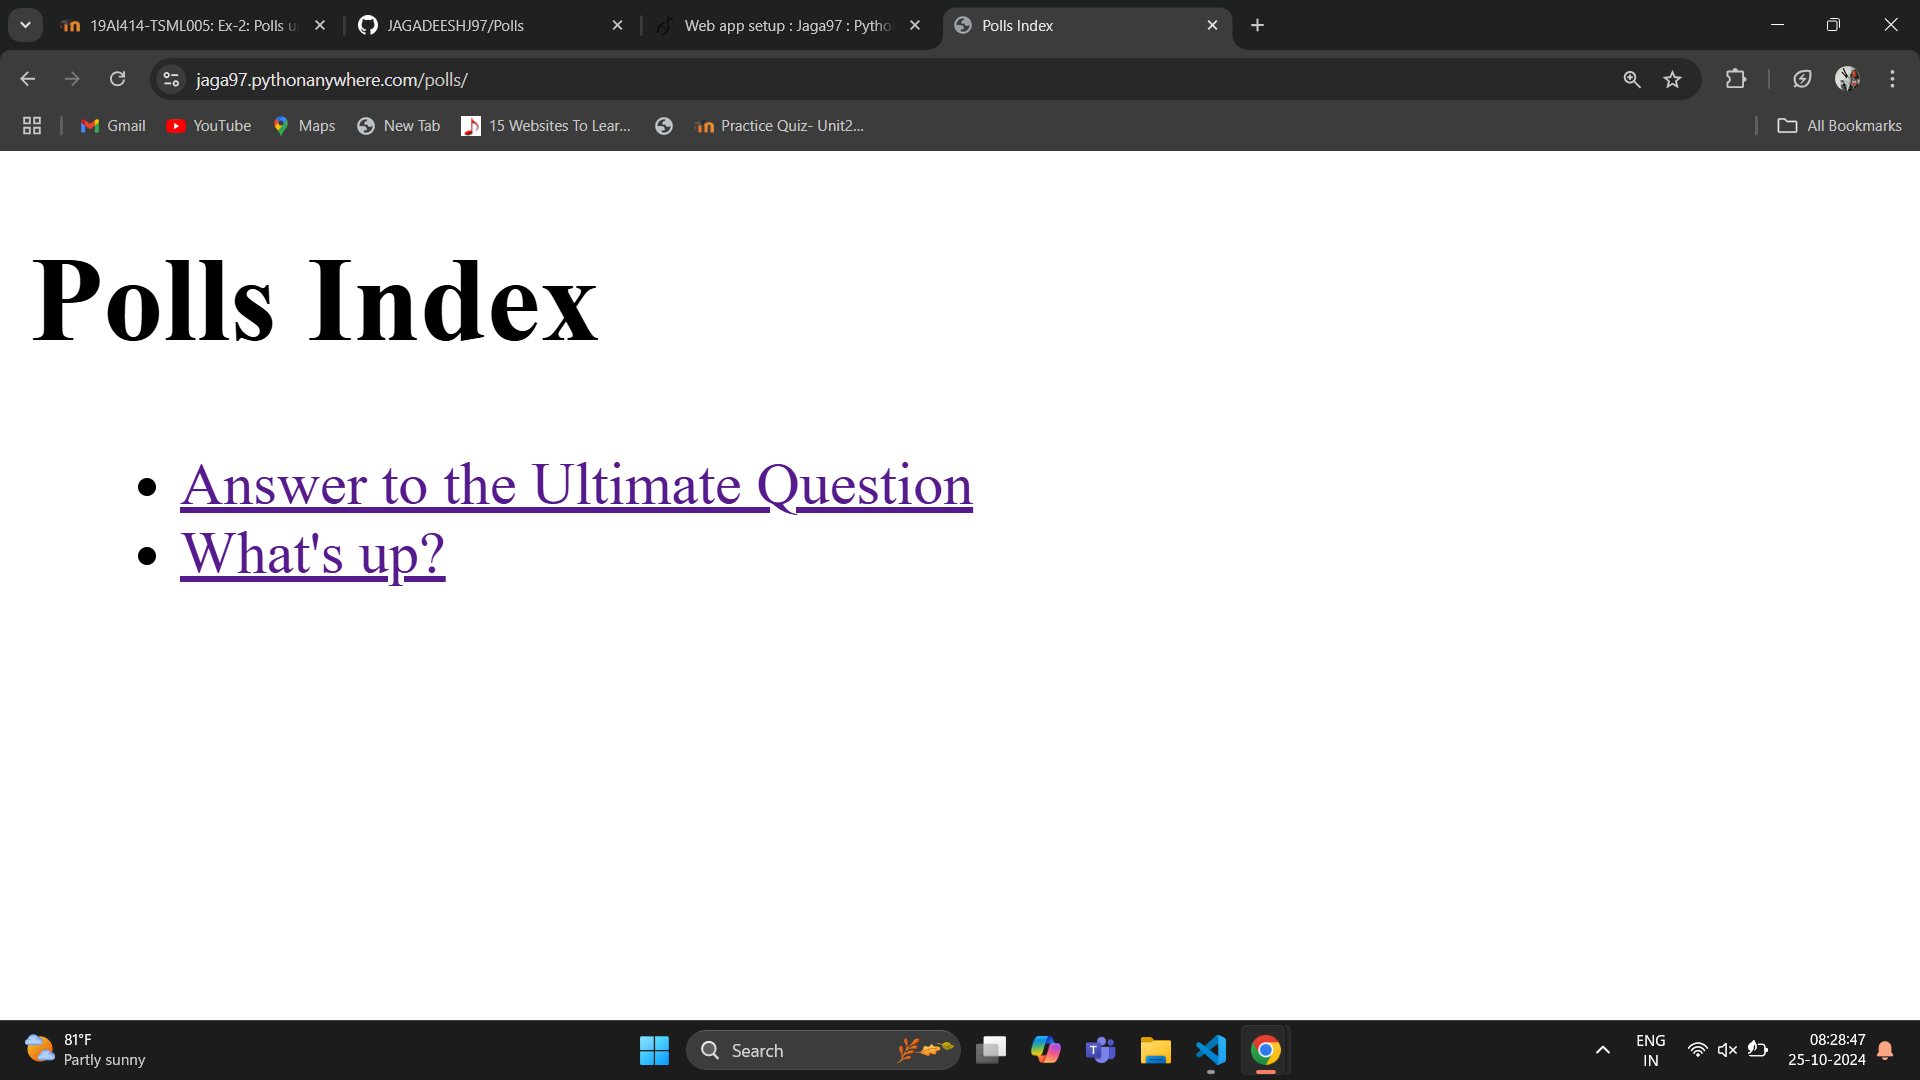 19AI414-TSML005: Ex-2: Polls u
JAGADEESHJ97/Polls
Web app setup : Jaga97 : Pytho
Polls Index
jaga97.pythonanywhere.com/polls/
Gmail
YouTube
Maps
New Tab
15 Websites To Lear...
Practice Quiz- Unit2...
All Bookmarks
Polls Index
Answer to the Ultimate Question
What's up?
81°F
Partly sunny
Search
ENG
IN
08:28:47
25-10-2024